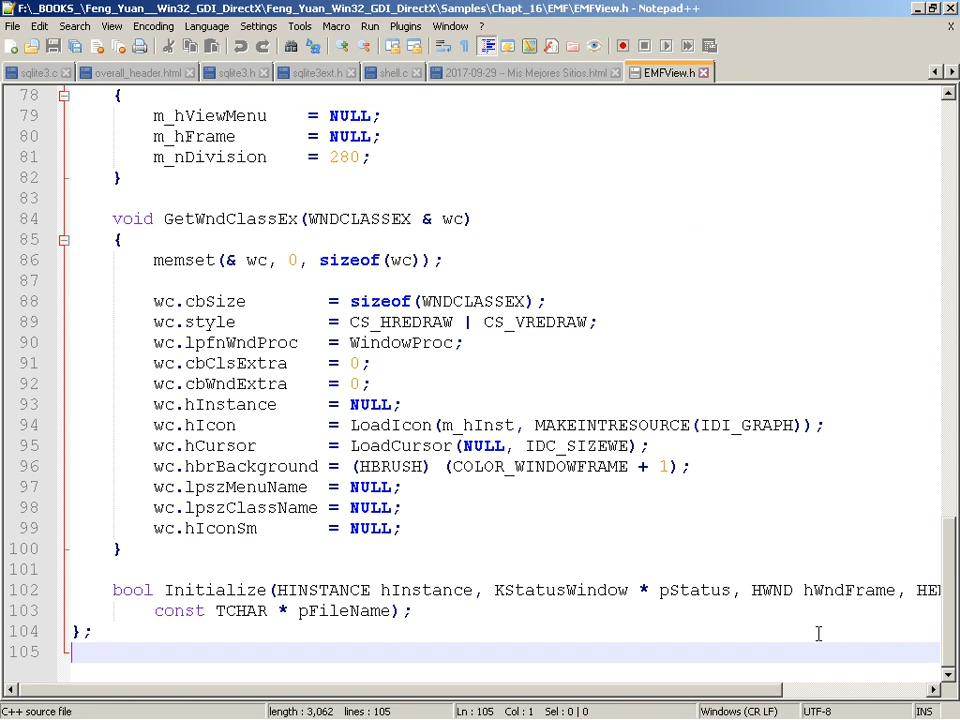 F:\_BOOKS_\Feng_Yuan__Win32_GDI_DirectX\Feng_Yuan_Win32_GDI_DirectX\Samples\Chapt_16\EMF\EMFView.h - Notepad++
File Edit Search View Encoding Language Settings Tools Macro Run Plugins Window ? X
sqlite3.c overall_header.html sqlite3.h sqlite3ext.h shell.c 2017-09-29 – Mis Mejores Sitios.html EMFView.h
78 {
79 m_hViewMenu = NULL;
80 m_hFrame = NULL;
81 m_nDivision = 280;
82 }
83
84 void GetWndClassEx(WNDCLASSEX & wc)
85 {
86 memset(& wc, 0, sizeof(wc));
87
88 wc.cbSize = sizeof(WNDCLASSEX);
89 wc.style = CS_HREDRAW | CS_VREDRAW;
90 wc.lpfnWndProc = WindowProc;
91 wc.cbClsExtra = 0;
92 wc.cbWndExtra = 0;
93 wc.hInstance = NULL;
94 wc.hIcon = LoadIcon(m_hInst, MAKEINTRESOURCE(IDI_GRAPH));
95 wc.hCursor = LoadCursor(NULL, IDC_SIZEWE);
96 wc.hbrBackground = (HBRUSH) (COLOR_WINDOWFRAME + 1);
97 wc.lpszMenuName = NULL;
98 wc.lpszClassName = NULL;
99 wc.hIconSm = NULL;
100 }
101
102 bool Initialize(HINSTANCE hInstance, KStatusWindow * pStatus, HWND hWndFrame, HE
103 const TCHAR * pFileName);
104 };
105
C++ source file length : 3,062 lines : 105 Ln : 105 Col : 1 Sel : 0 | 0 Windows (CR LF) UTF-8 INS